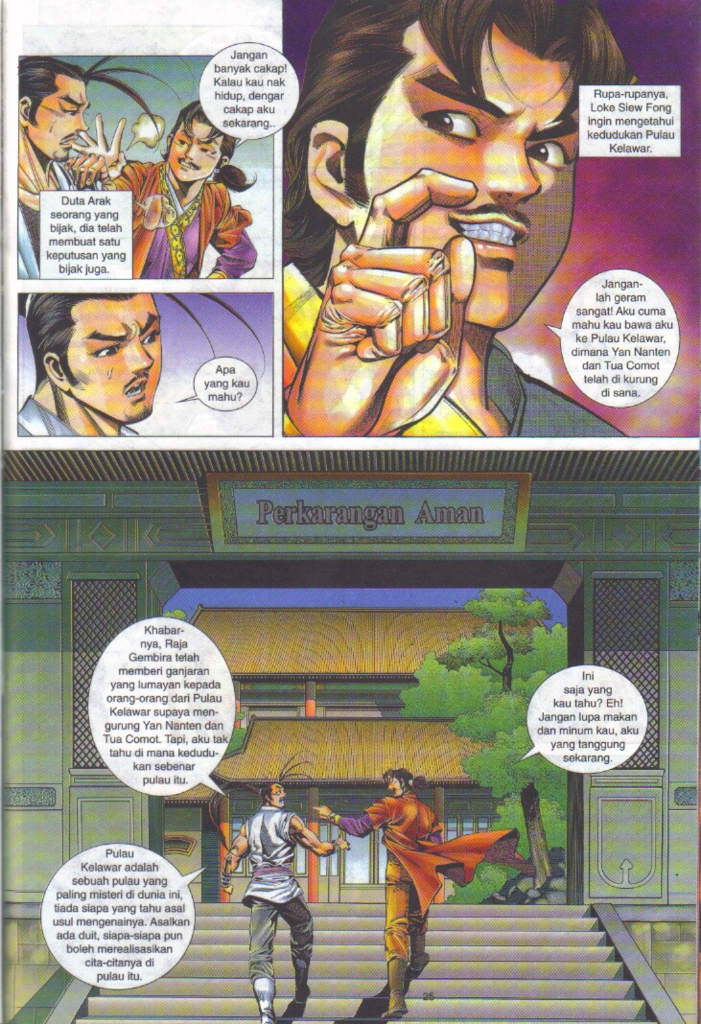 Jangan
banyak cakap!
Kalau kau nak
hidup, dengar
cakap aku
sekarang..
Duta Arak
seorang yang
bijak, dia telah
membuat satu
keputusan yang
bijak juga.
Rupa-rupanya,
Loke Siew Fong
ingin mengetahui
kedudukan Pulau
Kelawar.
Apa
yang kau
mahu?
Jangan-
lah geram
sangat! Aku cuma
mahu kau bawa aku
ke Pulau Kelawar,
dimana Yan Nanten
dan Tua Comot
telah di kurung
di sana.
Perkarangan Aman
Khabar-
nya, Raja
Gembira telah
memberi ganjaran
yang lumayan kepada
orang-orang dari Pulau
Kelawar supaya men-
gurung Yan Nanten dan
Tua Comot. Tapi, aku tak
tahu di mana kedudu-
kan sebenar
pulau itu.
Ini
saja yang
kau tahu? Eh!
Jangan lupa makan
dan minum kau, aku
yang tanggung
sekarang.
Pulau
Kelawar adalah
sebuah pulau yang
paling misteri di dunia ini,
tiada siapa yang tahu asal
usul mengenainya. Asalkan
ada duit, siapa-siapa pun
boleh merealisasikan
cita-citanya di
pulau itu.
25